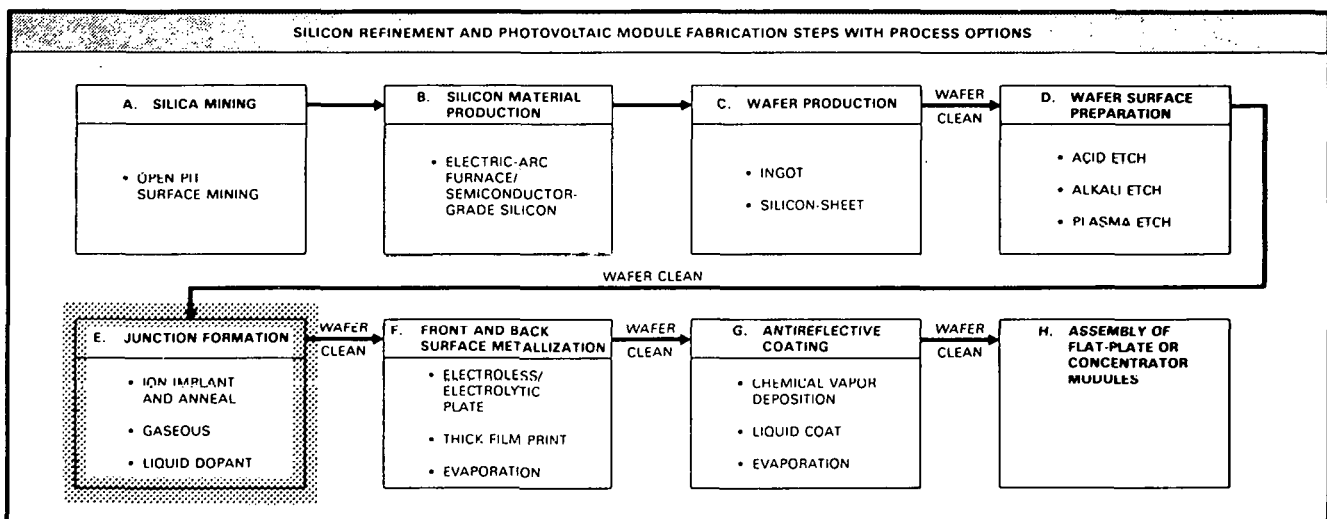 SILICON REFINEMENT AND PHOTOVOLTAIC MODULE FABRICATION STEPS WITH PROCESS OPTIONS
A. SILICA MINING
• OPEN PIT
SURFACE MINING
B. SILICON MATERIAL
PRODUCTION
• ELECTRIC-ARC
FURNACE/
SEMICONDUCTOR-
GRADE SILICON
C. WAFER PRODUCTION
• INGOT
• SILICON-SHEET
WAFER
CLEAN
D. WAFER SURFACE
PREPARATION
• ACID ETCH
• ALKALI ETCH
• PLASMA ETCH
WAFER CLEAN
E. JUNCTION FORMATION
• ION IMPLANT
AND ANNEAL
• GASEOUS
• LIQUID DOPANT
WAFER
CLEAN
F. FRONT AND BACK
SURFACE METALLIZATION
• ELECTROLESS/
ELECTROLYTIC
PLATE
• THICK FILM PRINT
• EVAPORATION
WAFER
CLEAN
G. ANTIREFLECTIVE
COATING
• CHEMICAL VAPOR
DEPOSITION
• LIQUID COAT
• EVAPORATION
WAFER
CLEAN
H. ASSEMBLY OF
FLAT-PLATE OR
CONCENTRATOR
MODULES